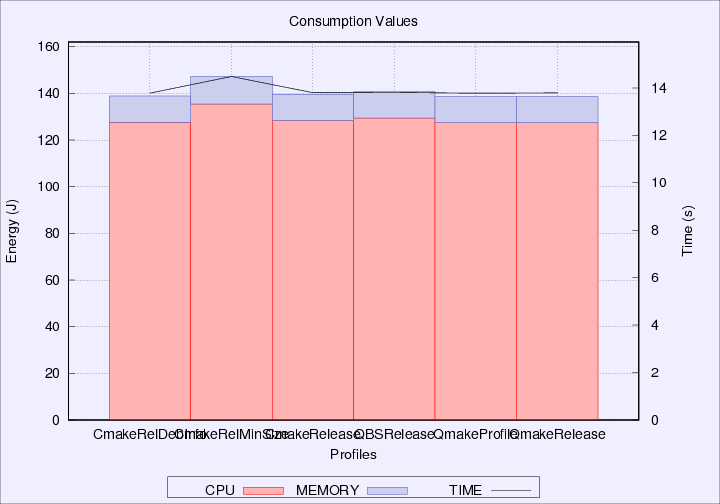 Consumption Values
160
140
120
100
80
60
40
20
0
Energy (J)
14
12
10
8
6
4
2
0
Time (s)
CmakeRelDebInfo CmakeRelMinSize CmakeRelease QBSRelease QmakeProfile QmakeRelease
Profiles
CPU MEMORY TIME